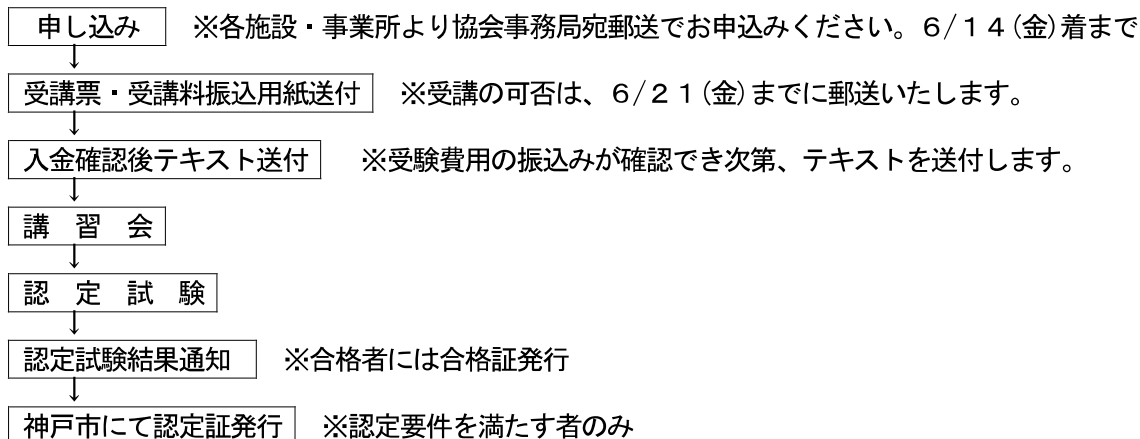 申し込み ※各施設・事業所より協会事務局宛郵送でお申込みください。６/１４(金)着まで
↓
受講票・受講料振込用紙送付 ※受講の可否は、６/２１(金)までに郵送いたします。
↓
入金確認後テキスト送付 ※受験費用の振込みが確認でき次第、テキストを送付します。
↓
講　習　会
↓
認　定　試　験
↓
認定試験結果通知 ※合格者には合格証発行
↓
神戸市にて認定証発行 ※認定要件を満たす者のみ